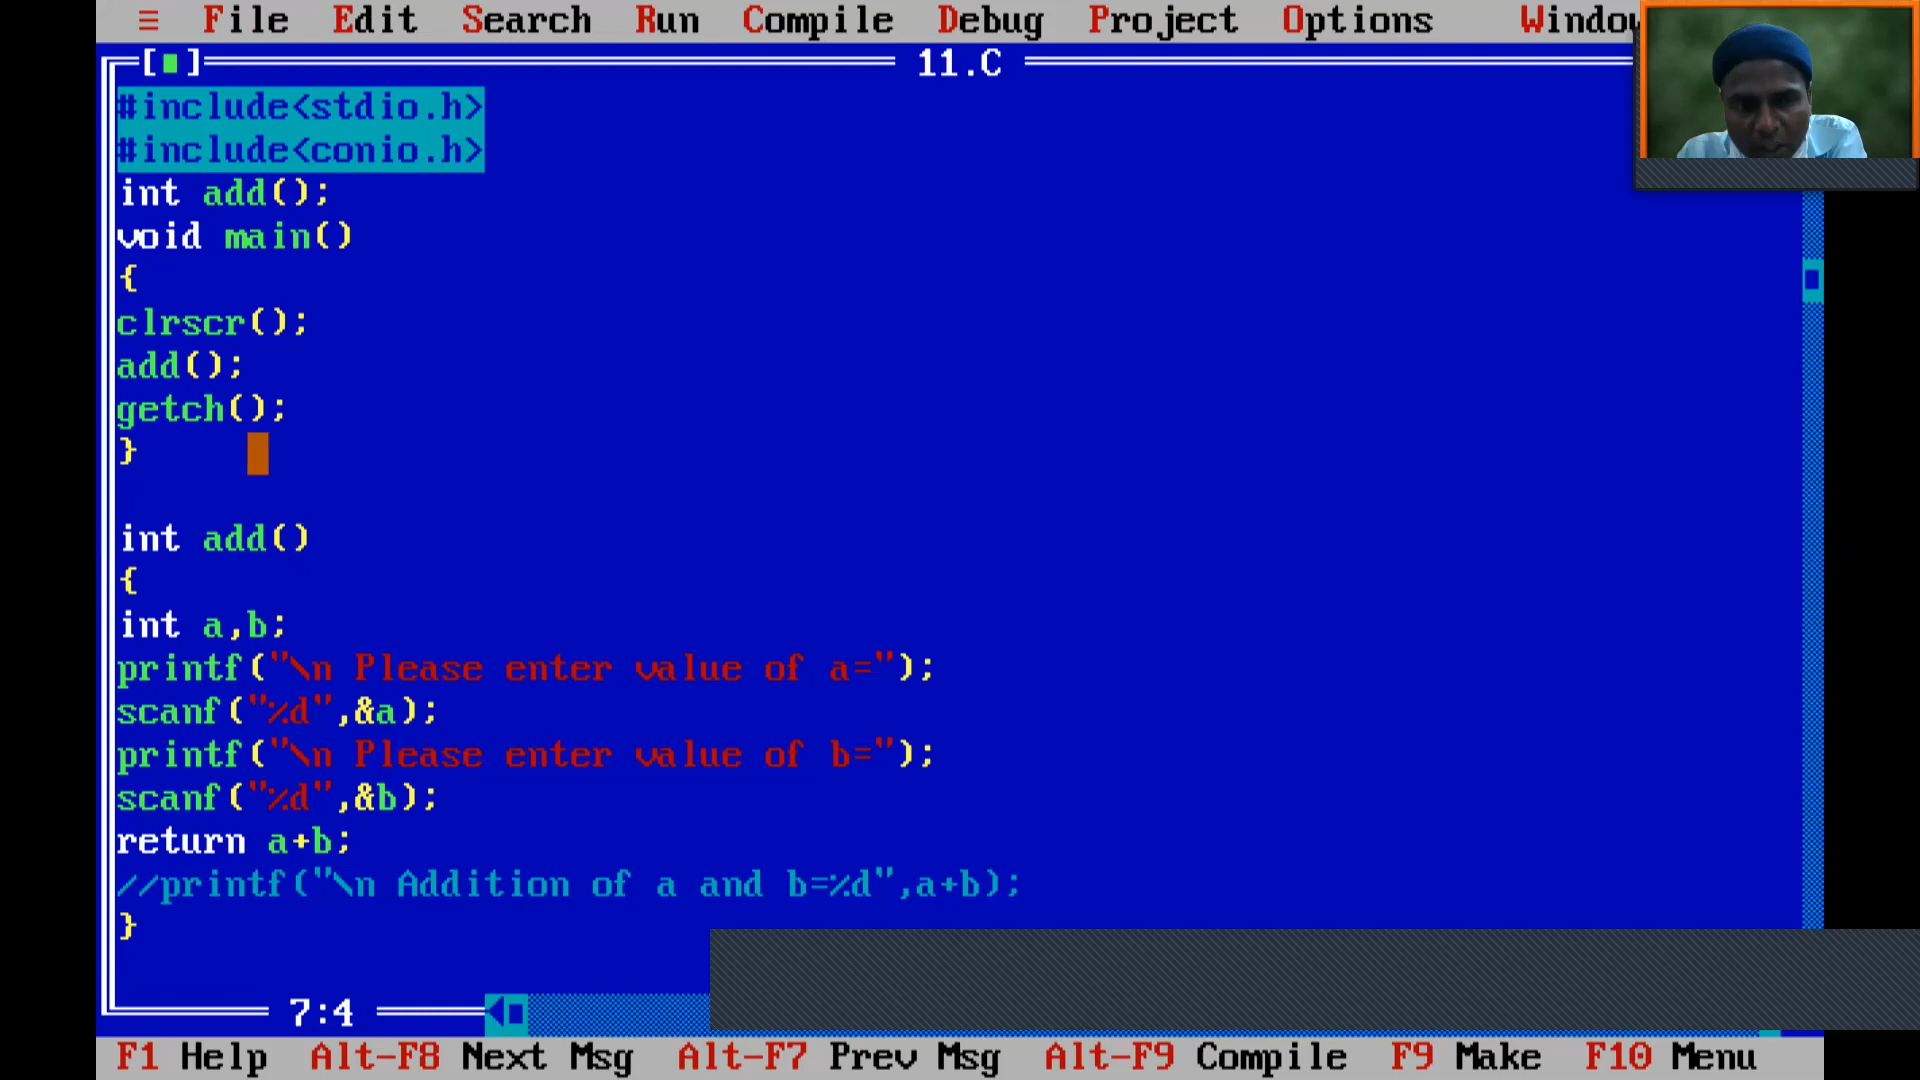 ≡ File Edit Search Run Compile Debug Project Options Window
[■] 11.C
#include<stdio.h>
#include<conio.h>
int add();
void main()
{
clrscr();
add();
getch();
}
int add()
{
int a,b;
printf("\n Please enter value of a=");
scanf("%d",&a);
printf("\n Please enter value of b=");
scanf("%d",&b);
return a+b;
//printf("\n Addition of a and b=%d",a+b);
}
7:4
F1 Help Alt-F8 Next Msg Alt-F7 Prev Msg Alt-F9 Compile F9 Make F10 Menu